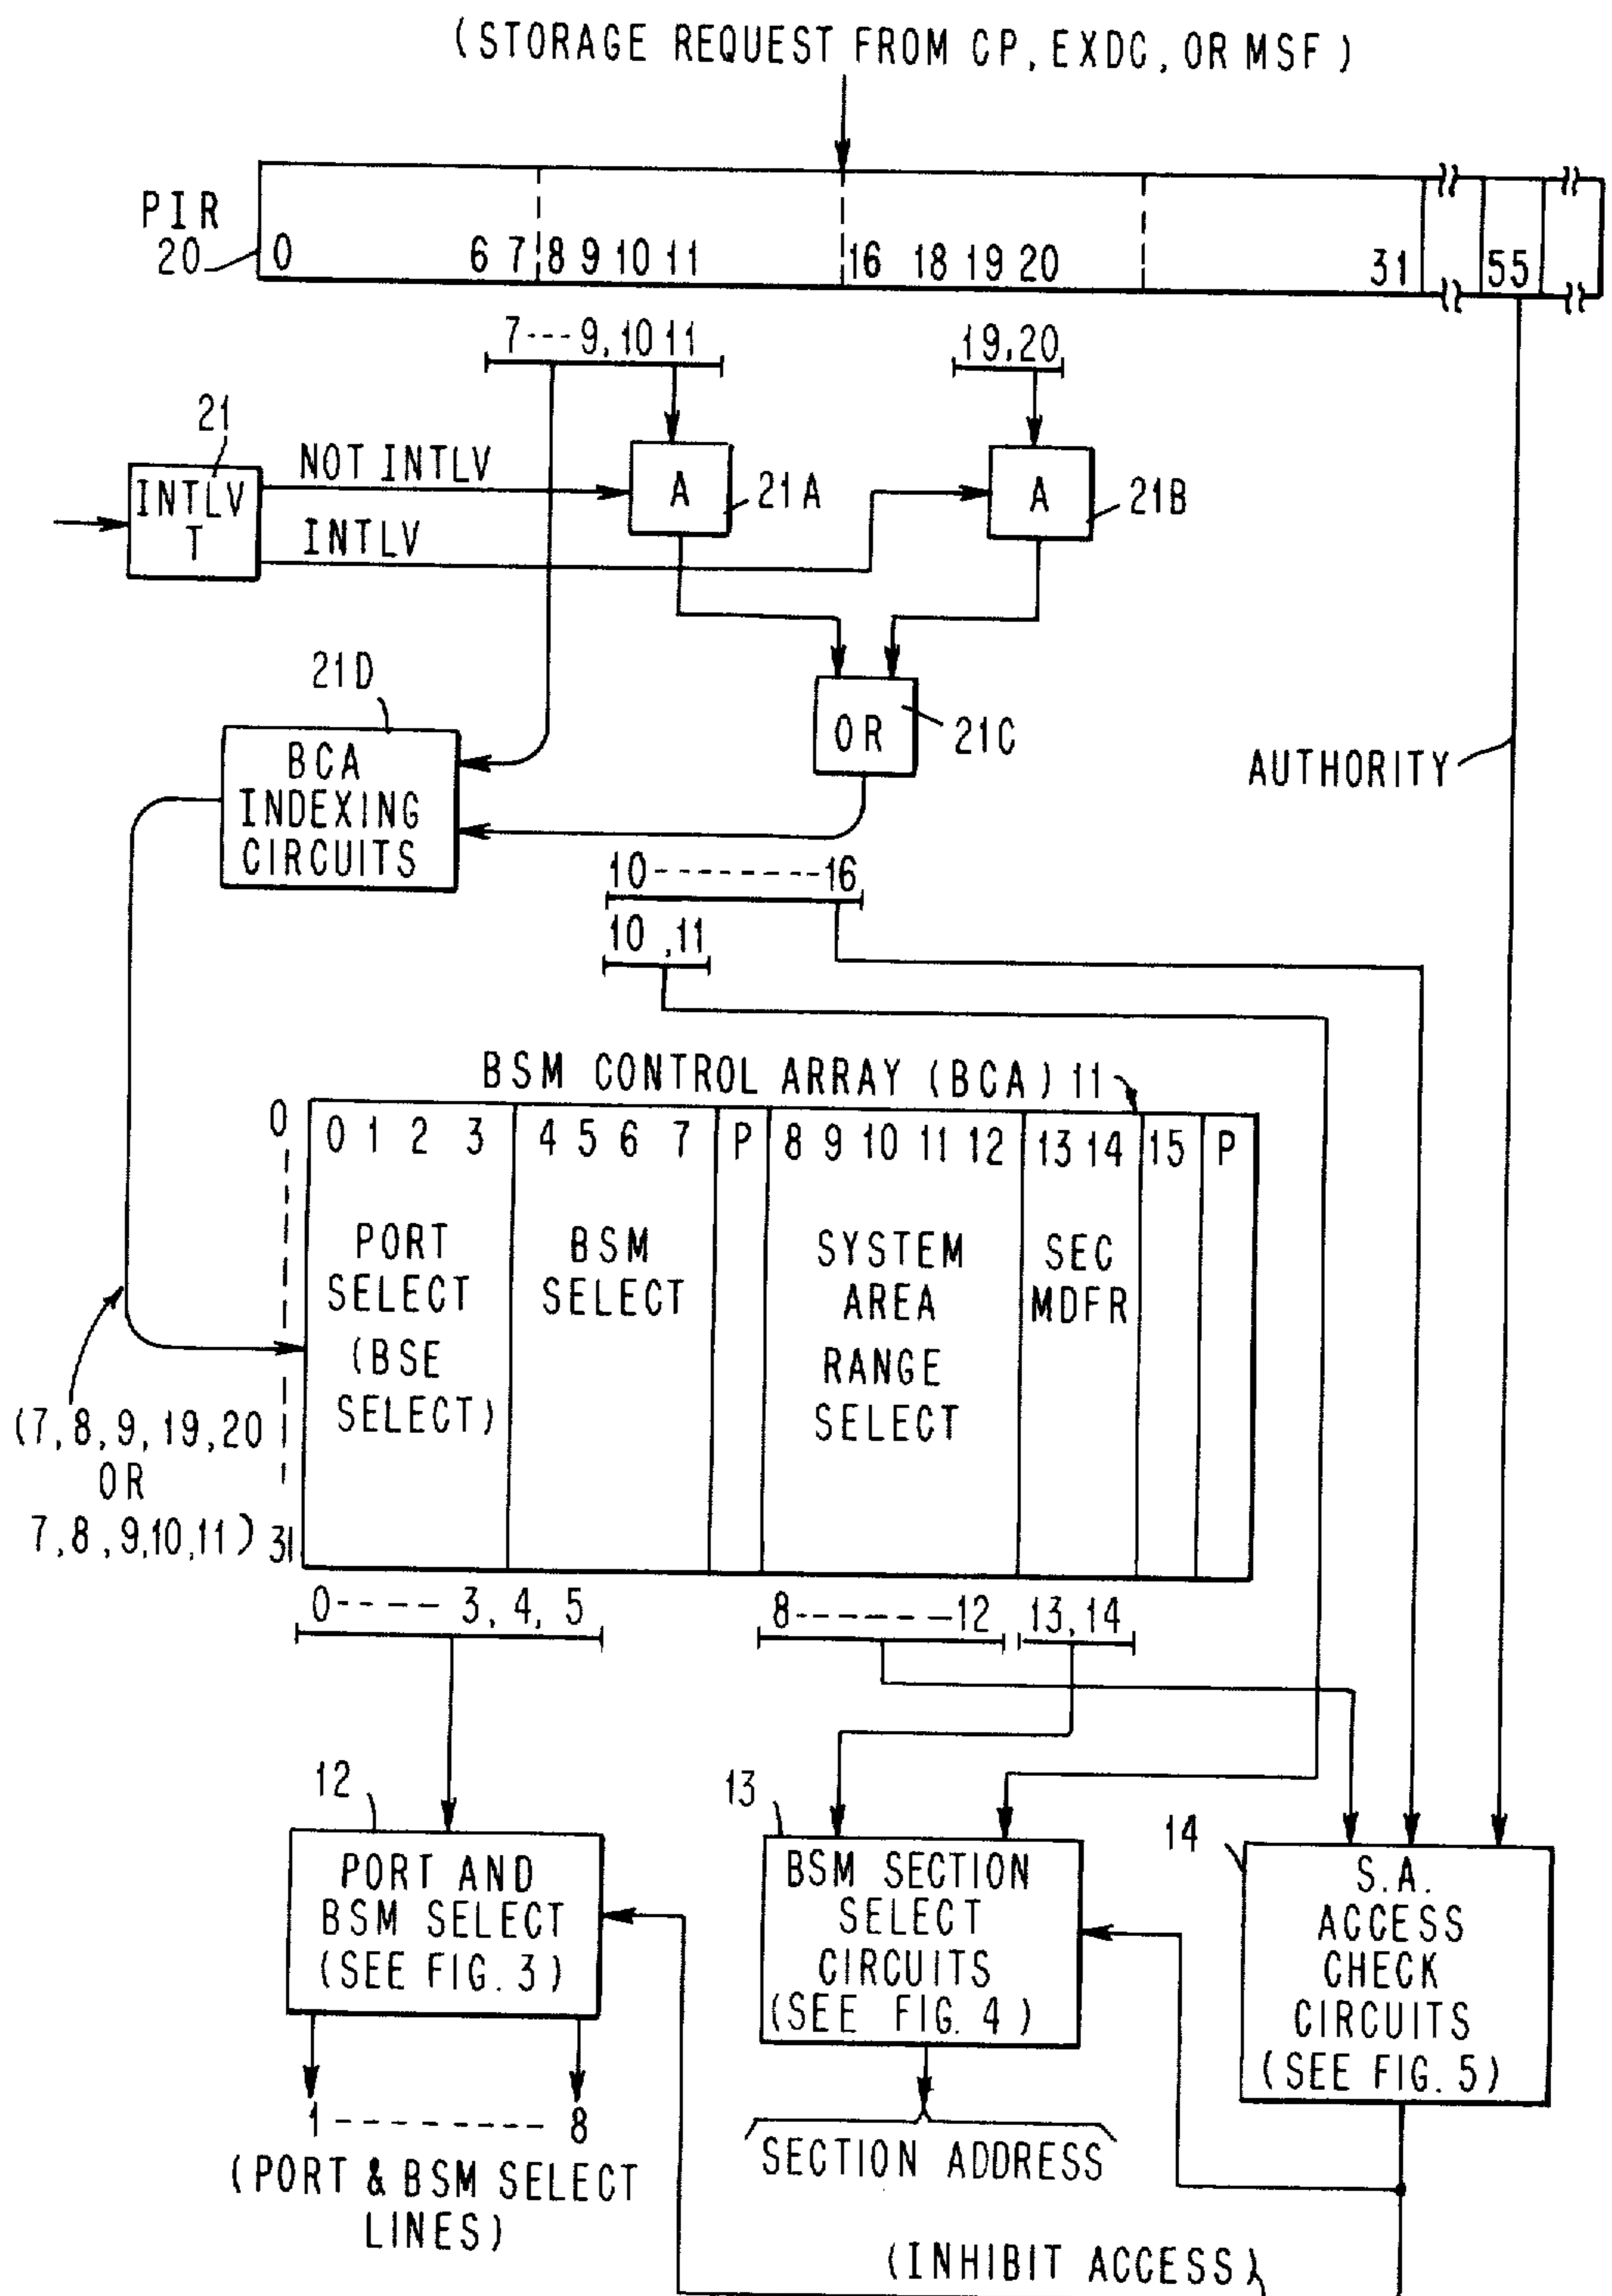 (STORAGE REQUEST FROM CP, EXDC, OR MSF)
PIR
20
0 6 7 8 9 10 11 16 18 19 20 31 55
7---9,10 11
19,20
21
INTLV
T
NOT INTLV
INTLV
A
21A
A
21B
21D
BCA
INDEXING
CIRCUITS
OR
21C
AUTHORITY
10--------16
10 ,11
BSM CONTROL ARRAY (BCA) 11
0
0 1 2 3 4 5 6 7 P 8 9 10 11 12 13 14 15 P
PORT
SELECT
(BSE
SELECT)
BSM
SELECT
SYSTEM
AREA
RANGE
SELECT
SEC
MDFR
(7,8,9,19,20
OR
7,8,9,10,11)
31
0---- 3, 4, 5
8-------12
13,14
12
PORT AND
BSM SELECT
(SEE FIG. 3)
13
BSM SECTION
SELECT
CIRCUITS
(SEE FIG. 4)
14
S.A.
ACCESS
CHECK
CIRCUITS
(SEE FIG. 5)
1---------- 8
(PORT & BSM SELECT
LINES)
SECTION ADDRESS
(INHIBIT ACCESS)